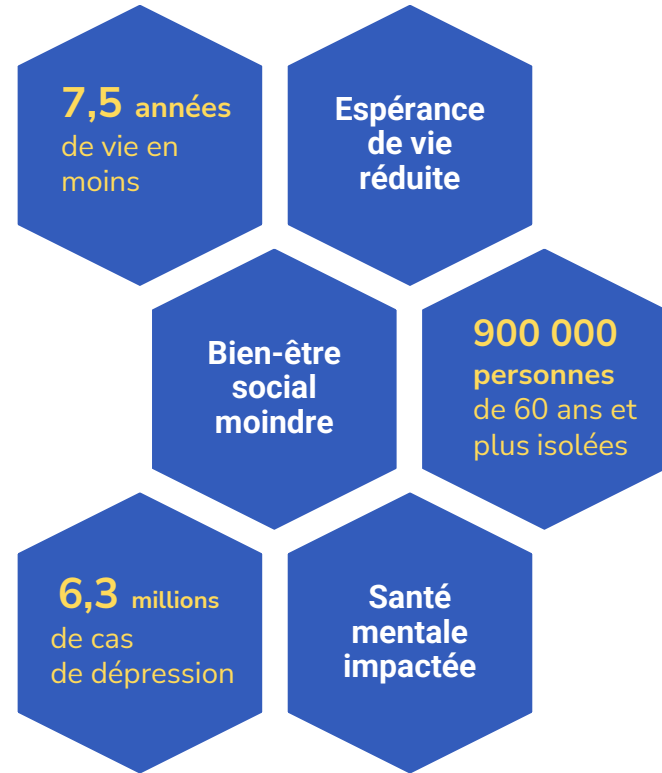 7,5 années
de vie en
moins
Espérance
de vie
réduite
Bien-être
social
moindre
900 000
personnes
de 60 ans et
plus isolées
6,3 millions
de cas
de dépression
Santé
mentale
impactée